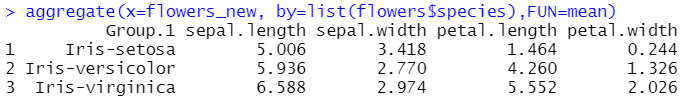 > aggregate(x=flowers_new, by=list(flowers$species),FUN=mean)
Group.1 sepal.length sepal.width petal.length petal.width
1 Iris-setosa 5.006 3.418 1.464 0.244
2 Iris-versicolor 5.936 2.770 4.260 1.326
3 Iris-virginica 6.588 2.974 5.552 2.026